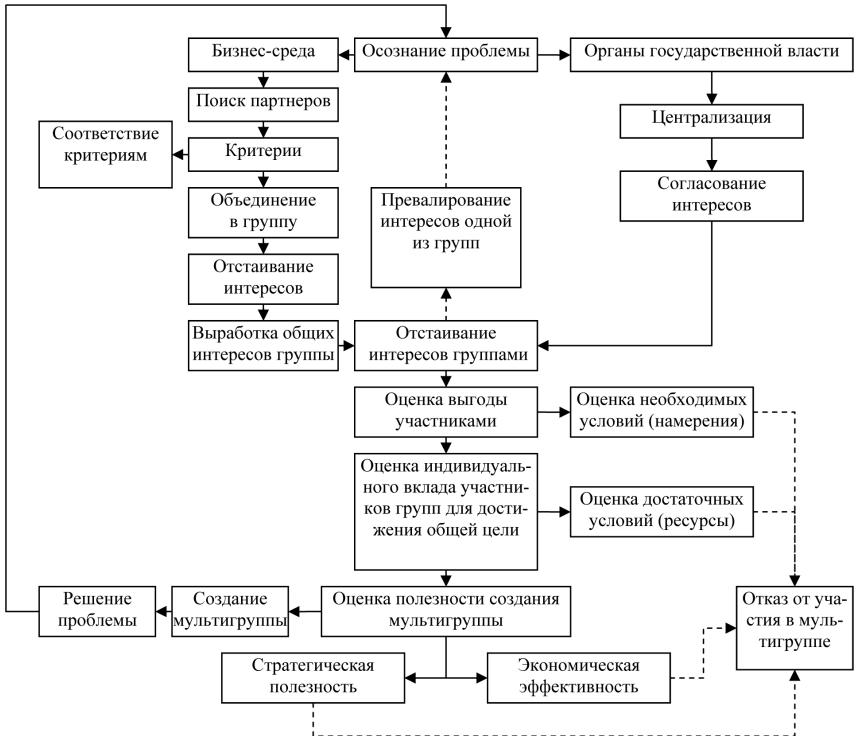 Бизнес-среда
Осознание проблемы
Органы государственной власти
Поиск партнеров
Централизация
Соответствие
критериям
Критерии
Согласование
интересов
Объединение
в группу
Превалирование
интересов одной
из групп
Отстаивание
интересов
Выработка общих
интересов группы
Отстаивание
интересов группами
Оценка выгоды
участниками
Оценка необходимых
условий (намерения)
Оценка индивидуаль-
ного вклада участни-
ков групп для дости-
жения общей цели
Оценка достаточных
условий (ресурсы)
Решение
проблемы
Создание
мультигруппы
Оценка полезности создания
мультигруппы
Отказ от уча-
стия в муль-
тигруппе
Стратегическая
полезность
Экономическая
эффективность